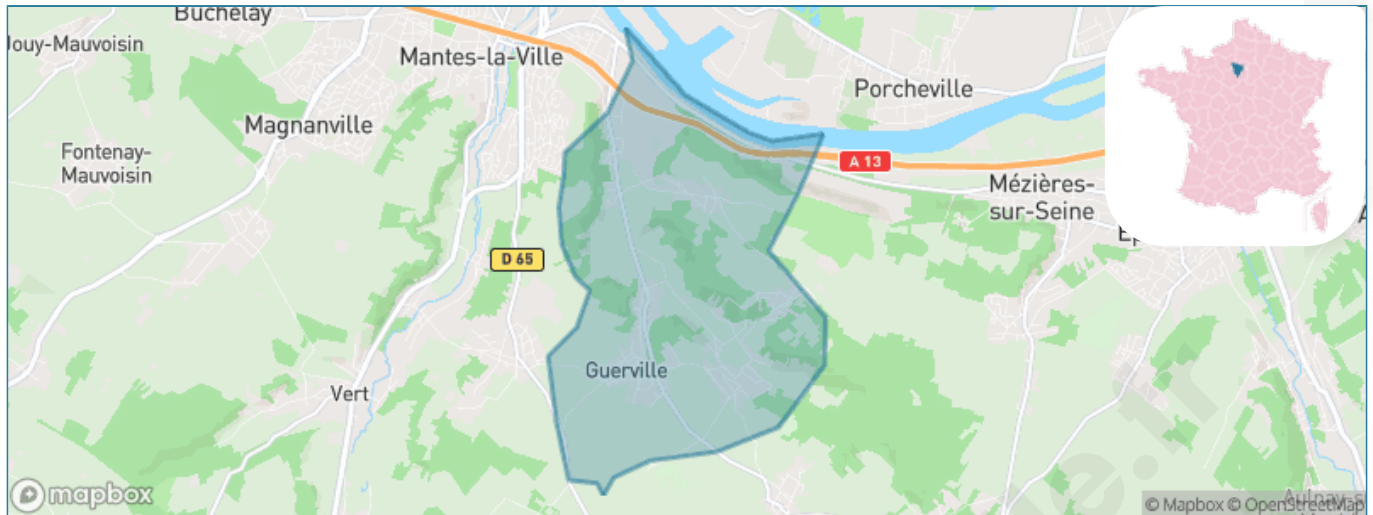 Buchelay
Jouy-Mauvoisin
Mantes-la-Ville
Porcheville
Magnanville
Fontenay-
Mauvoisin
A 13
Mézières-
sur-Seine
D 65
Guerville
Vert
mapbox
© Mapbox © OpenStreetMap